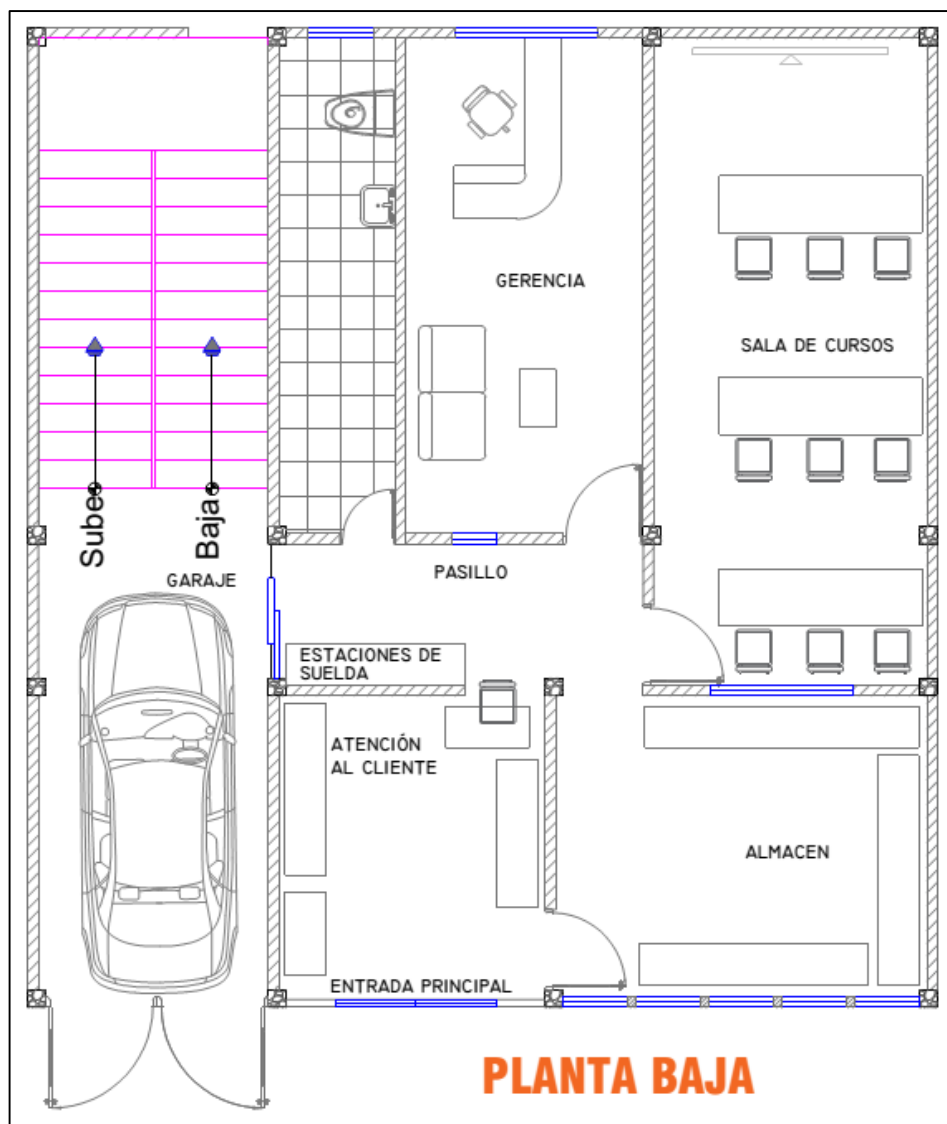 GERENCIA
SALA DE CURSOS
Sube
Baja
GARAJE
PASILLO
ESTACIONES DE
SUELDA
ATENCIÓN
AL CLIENTE
ALMACEN
ENTRADA PRINCIPAL
PLANTA BAJA